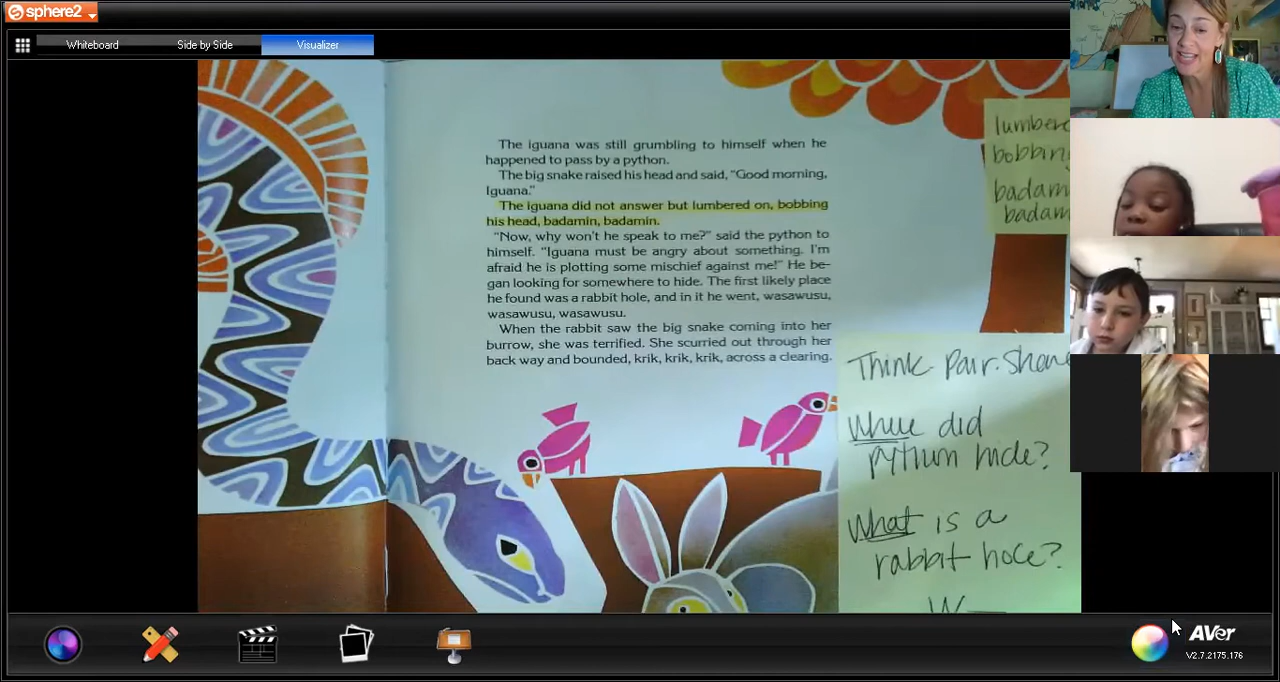 sphere2
Whiteboard
Side by Side
Visualizer
The iguana was still grumbling to himself when he
happened to pass by a python.
The big snake raised his head and said, “Good morning,
Iguana.”
The iguana did not answer but lumbered on, bobbing
his head, badamin, badamin.
“Now, why won’t he speak to me?” said the python to
himself. “Iguana must be angry about something. I’m
afraid he is plotting some mischief against me!” He be-
gan looking for somewhere to hide. The first likely place
he found was a rabbit hole, and in it he went, wasawusu,
wasawusu, wasawusu.
When the rabbit saw the big snake coming into her
burrow, she was terrified. She scurried out through her
back way and bounded, krik, krik, krik, across a clearing.
lumbere
bobbin
badam
badam
Think. Pair. Share
where did
python hide?
What is a
rabbit hole?
AVer
V2.7.2175.176